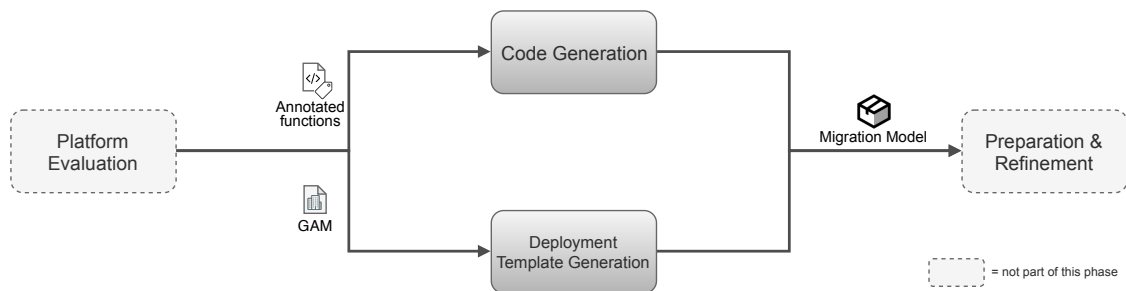 Code Generation
Annotated
functions
Platform
Evaluation
Migration Model
Preparation &
Refinement
GAM
Deployment
Template Generation
= not part of this phase